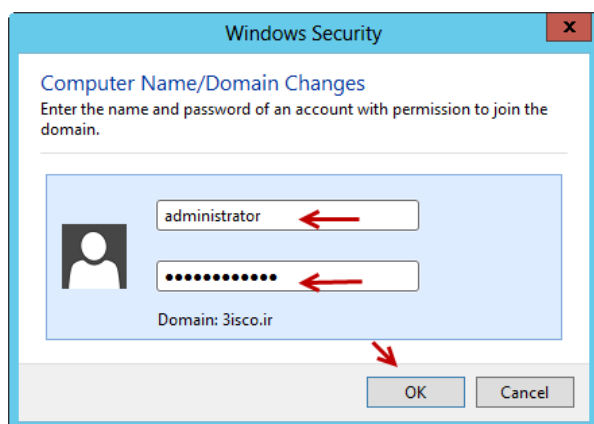 Windows Security
x
Computer Name/Domain Changes
Enter the name and password of an account with permission to join the
domain.
administrator
●●●●●●●●●●●●
Domain: 3isco.ir
OK
Cancel